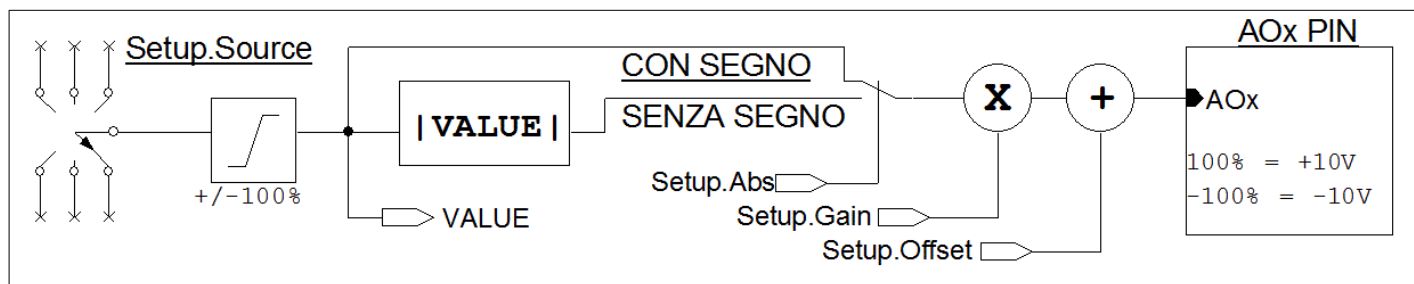 Setup.Source
+/-100%
|VALUE|
VALUE
CON SEGNO
SENZA SEGNO
Setup.Abs
Setup.Gain
Setup.Offset
X
+
AOx PIN
AOx
100% = +10V
-100% = -10V